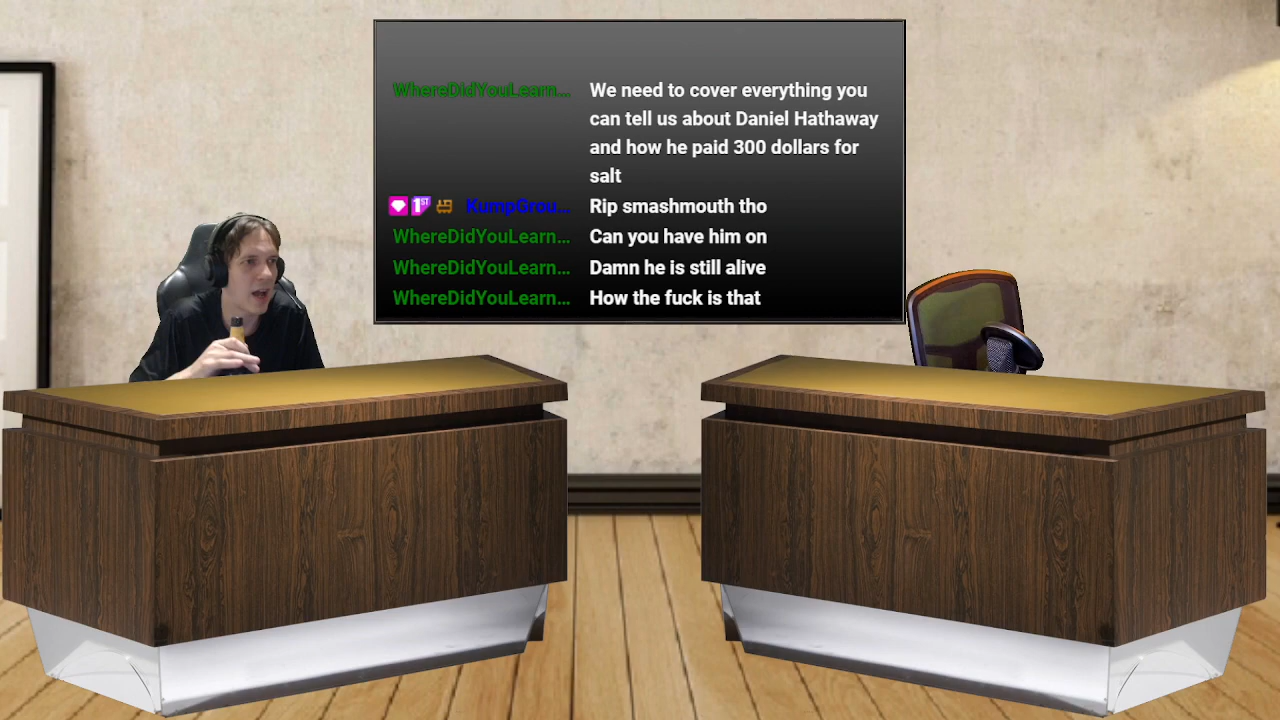 WhereDidYouLearn... We need to cover everything you
can tell us about Daniel Hathaway
and how he paid 300 dollars for
salt
1ST KumpGrou... Rip smashmouth tho
WhereDidYouLearn... Can you have him on
WhereDidYouLearn... Damn he is still alive
WhereDidYouLearn... How the fuck is that